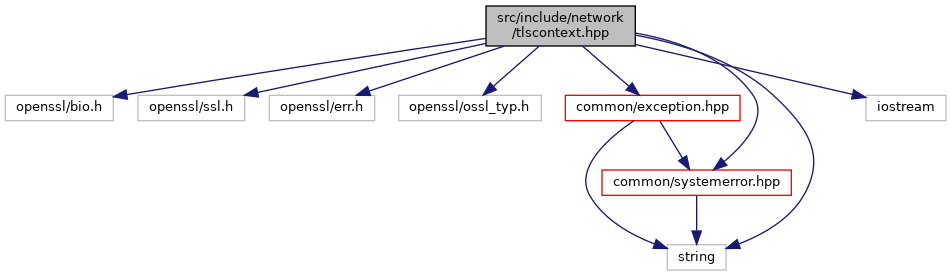 src/include/network
/tlscontext.hpp
openssl/bio.h
openssl/ssl.h
openssl/err.h
openssl/ossl_typ.h
common/exception.hpp
iostream
common/systemerror.hpp
string